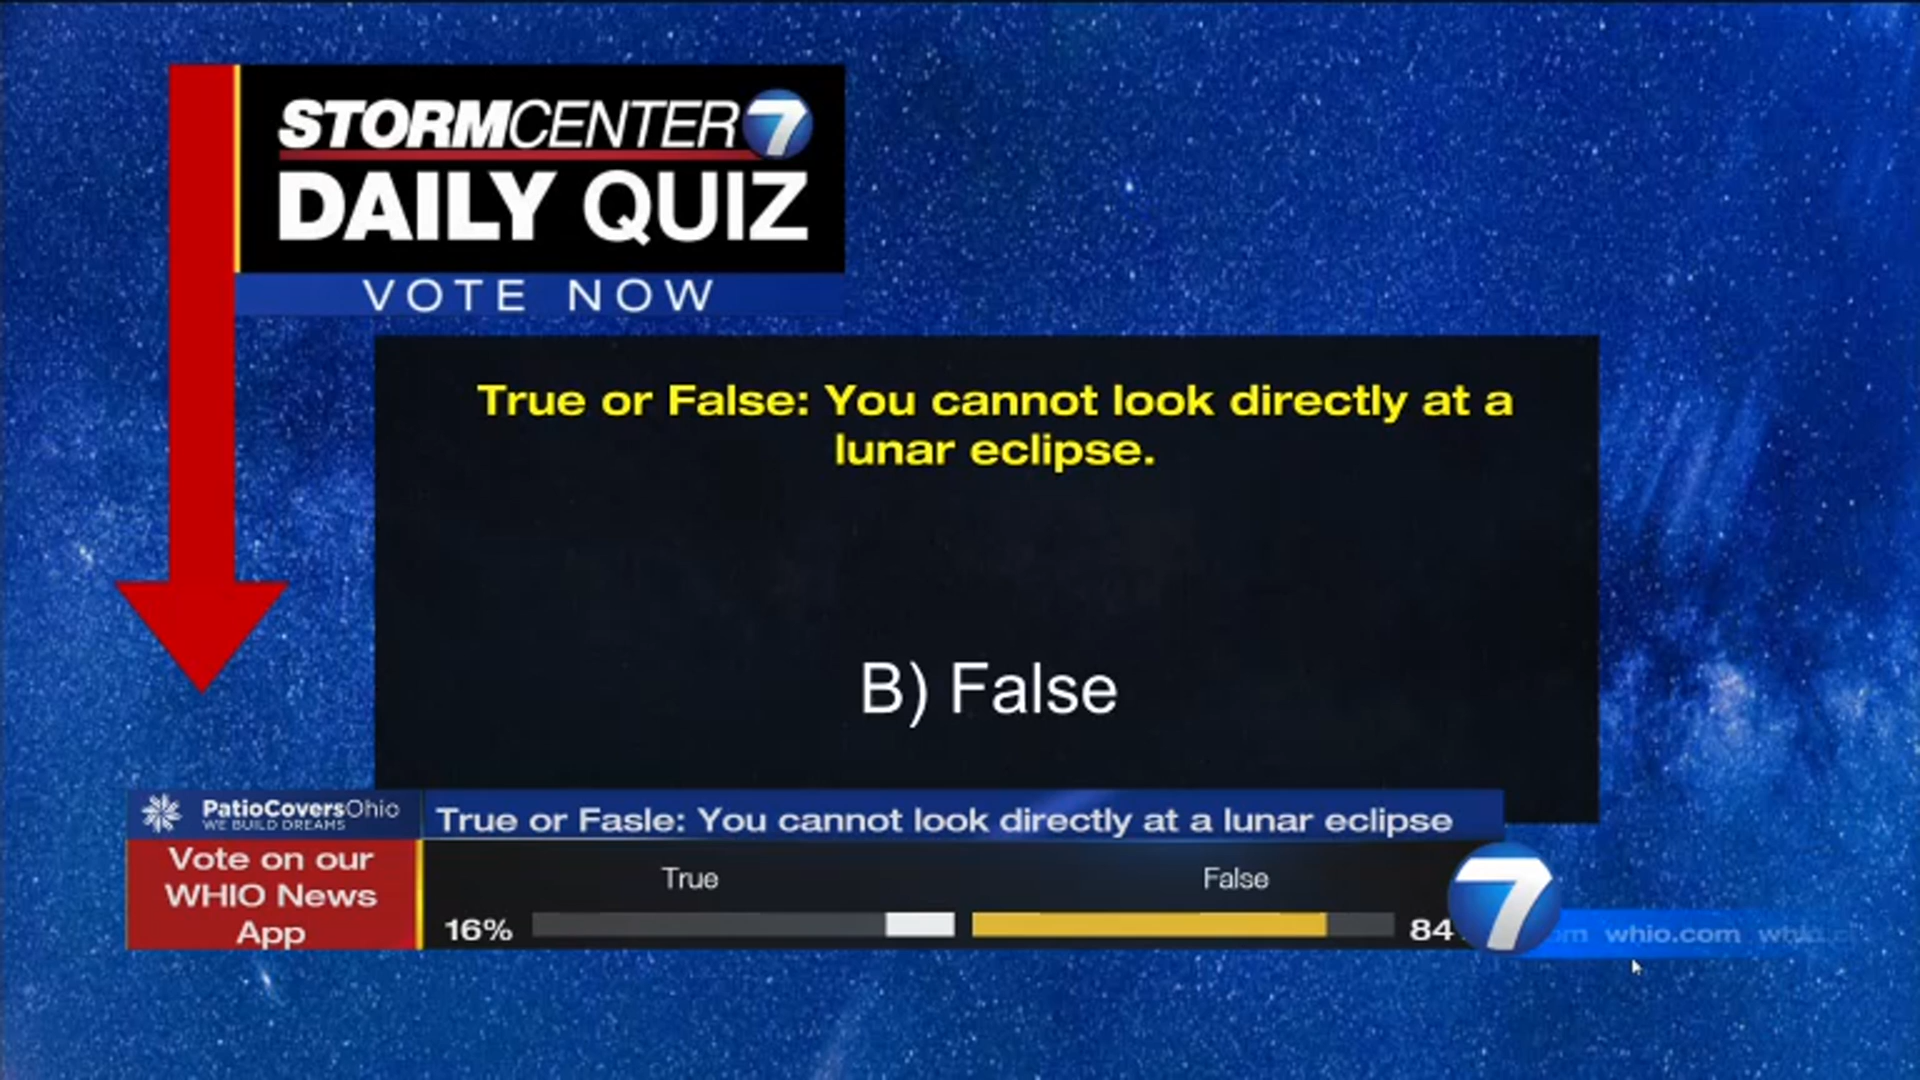 STORMCENTER 7
DAILY QUIZ
VOTE NOW
True or False: You cannot look directly at a
lunar eclipse.
B) False
PatioCoversOhio
WE BUILD DREAMS
True or Fasle: You cannot look directly at a lunar eclipse
Vote on our
WHIO News
App
True
False
16%
84
7
whio.com